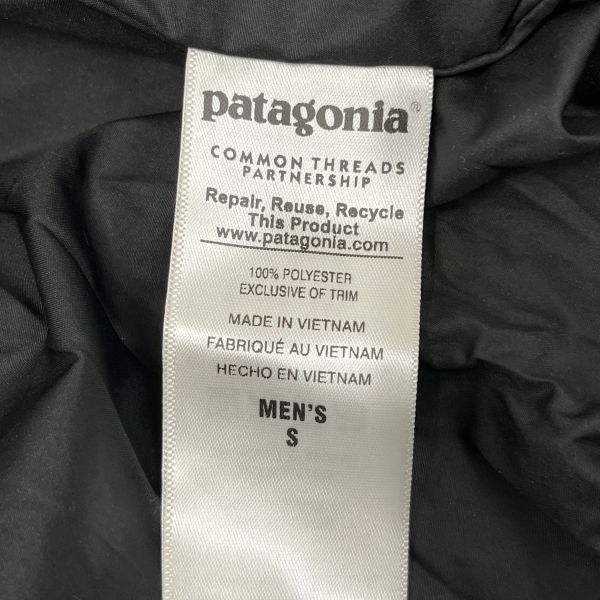 patagonia®
COMMON THREADS
PARTNERSHIP
Repair, Reuse, Recycle
This Product
www.patagonia.com
100% POLYESTER
EXCLUSIVE OF TRIM
MADE IN VIETNAM
FABRIQUÉ AU VIETNAM
HECHO EN VIETNAM
MEN'S
S